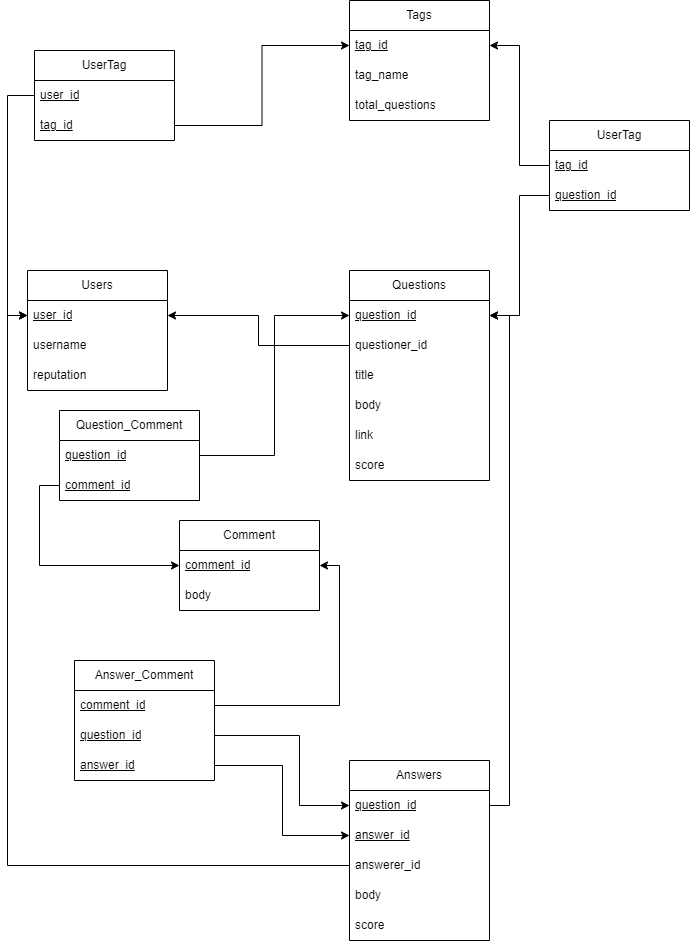 Tags
tag_id
tag_name
total_questions
UserTag
user_id
tag_id
UserTag
tag_id
question_id
Users
user_id
username
reputation
Questions
question_id
questioner_id
title
body
link
score
Question_Comment
question_id
comment_id
Comment
comment_id
body
Answer_Comment
comment_id
question_id
answer_id
Answers
question_id
answer_id
answerer_id
body
score